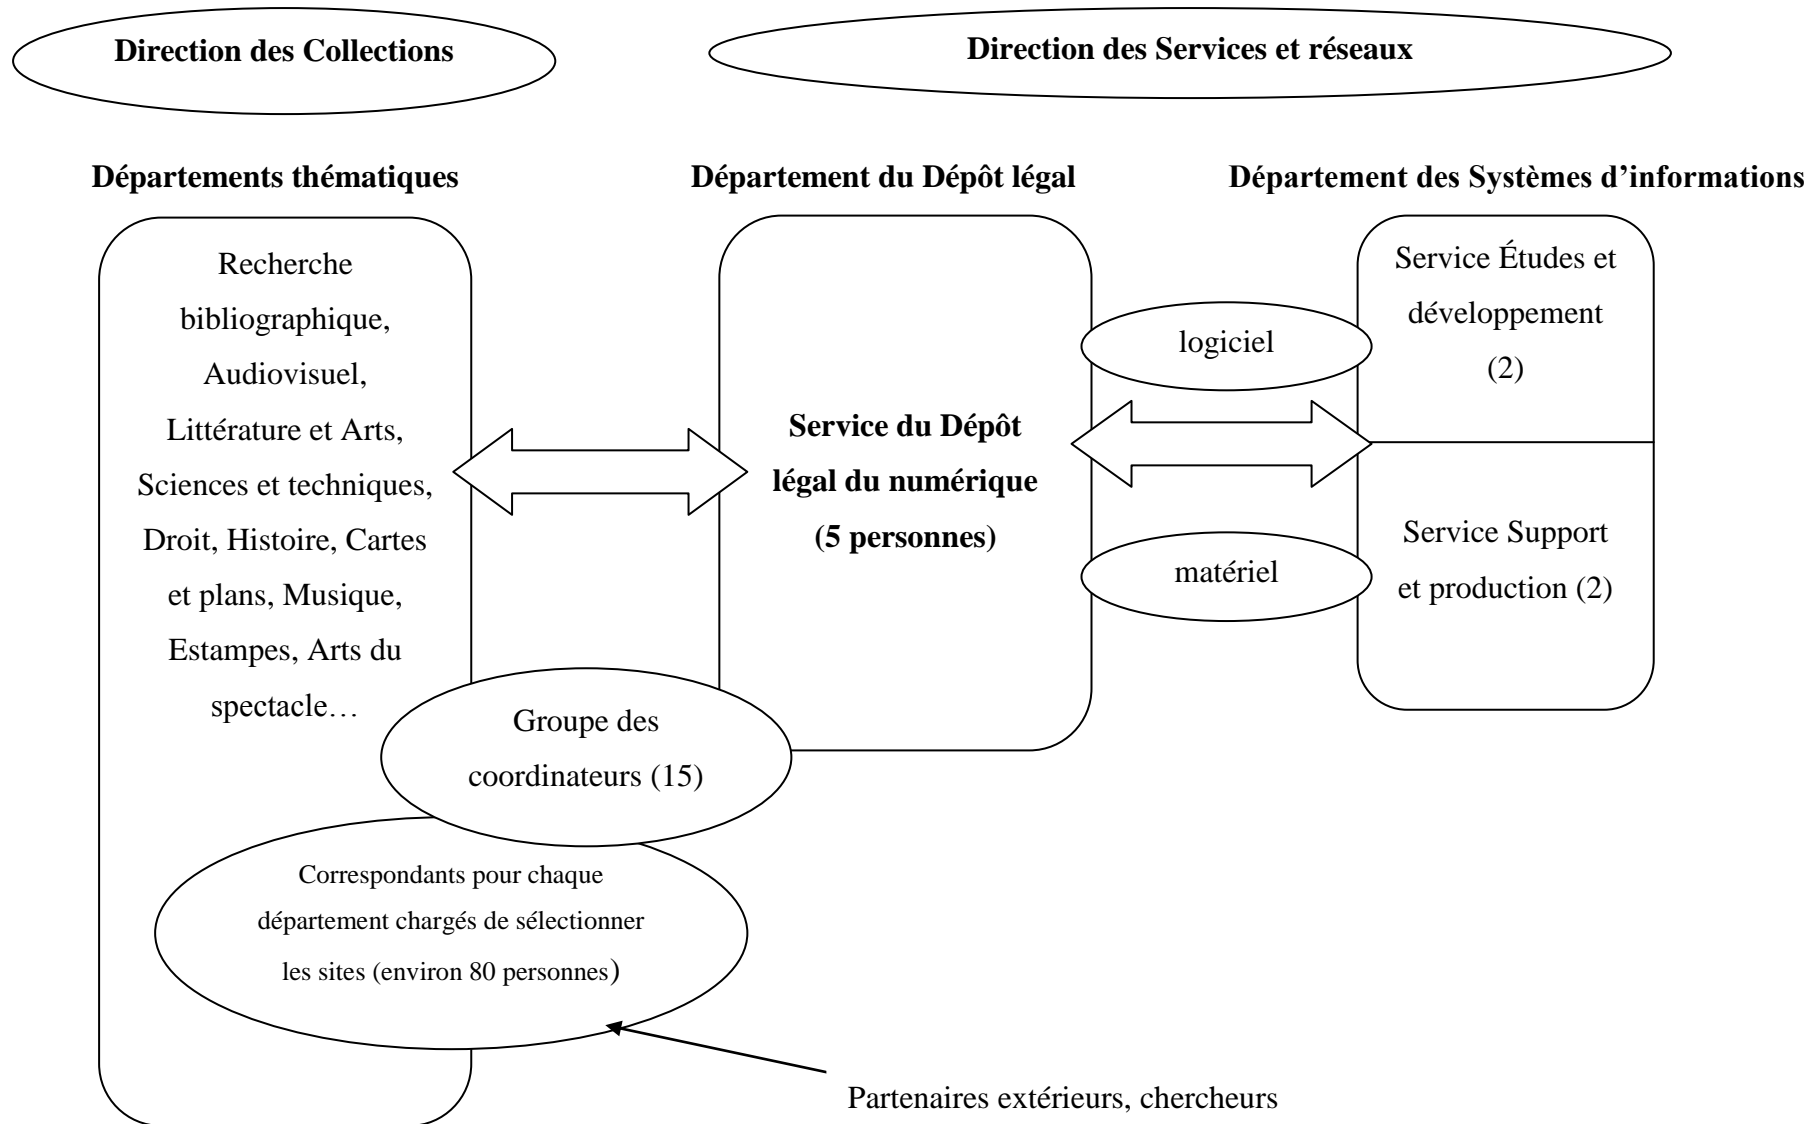 Direction des Collections
Direction des Services et réseaux
Départements thématiques
Département du Dépôt légal
Département des Systèmes d’informations
Recherche
bibliographique,
Audiovisuel,
Littérature et Arts,
Sciences et techniques,
Droit, Histoire, Cartes
et plans, Musique,
Estampes, Arts du
spectacle…
Service du Dépôt
légal du numérique
(5 personnes)
logiciel
matériel
Service Études et
développement
(2)
Service Support
et production (2)
Groupe des
coordinateurs (15)
Correspondants pour chaque
département chargés de sélectionner
les sites (environ 80 personnes)
Partenaires extérieurs, chercheurs